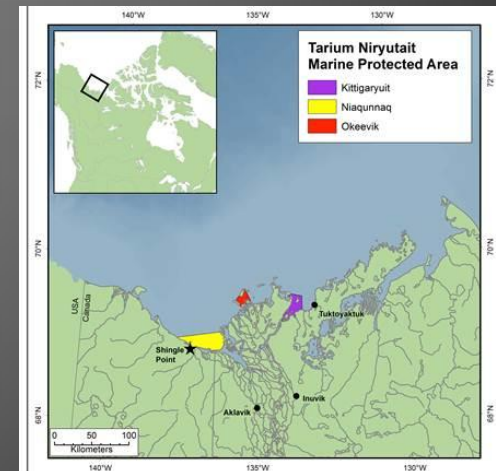 140°W
135°W
130°W
Tarium Niryutait
Marine Protected Area
Kittigaryuit
Niaqunnaq
Okeevik
72°N
72°N
70°N
70°N
USA
Canada
Tuktoyaktuk
Shingle
Point
Inuvik
Aklavik
68°N
68°N
0 50 100
Kilometers
140°W
135°W
130°W